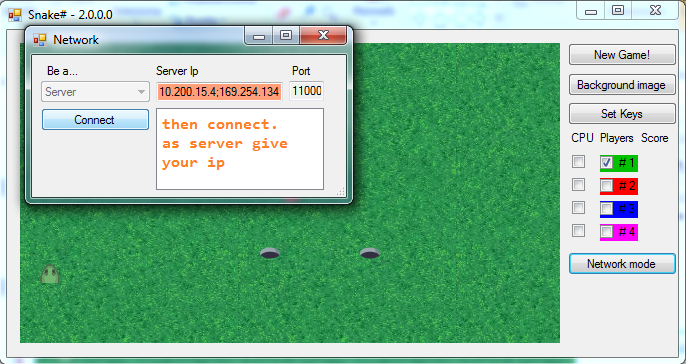 Snake# - 2.0.0.0
Network
Be a... Server Ip Port
Server 10.200.15.4;169.254.134 11000
Connect
then connect.
as server give
your ip
New Game!
Background image
Set Keys
CPU Players Score
# 1
# 2
# 3
# 4
Network mode